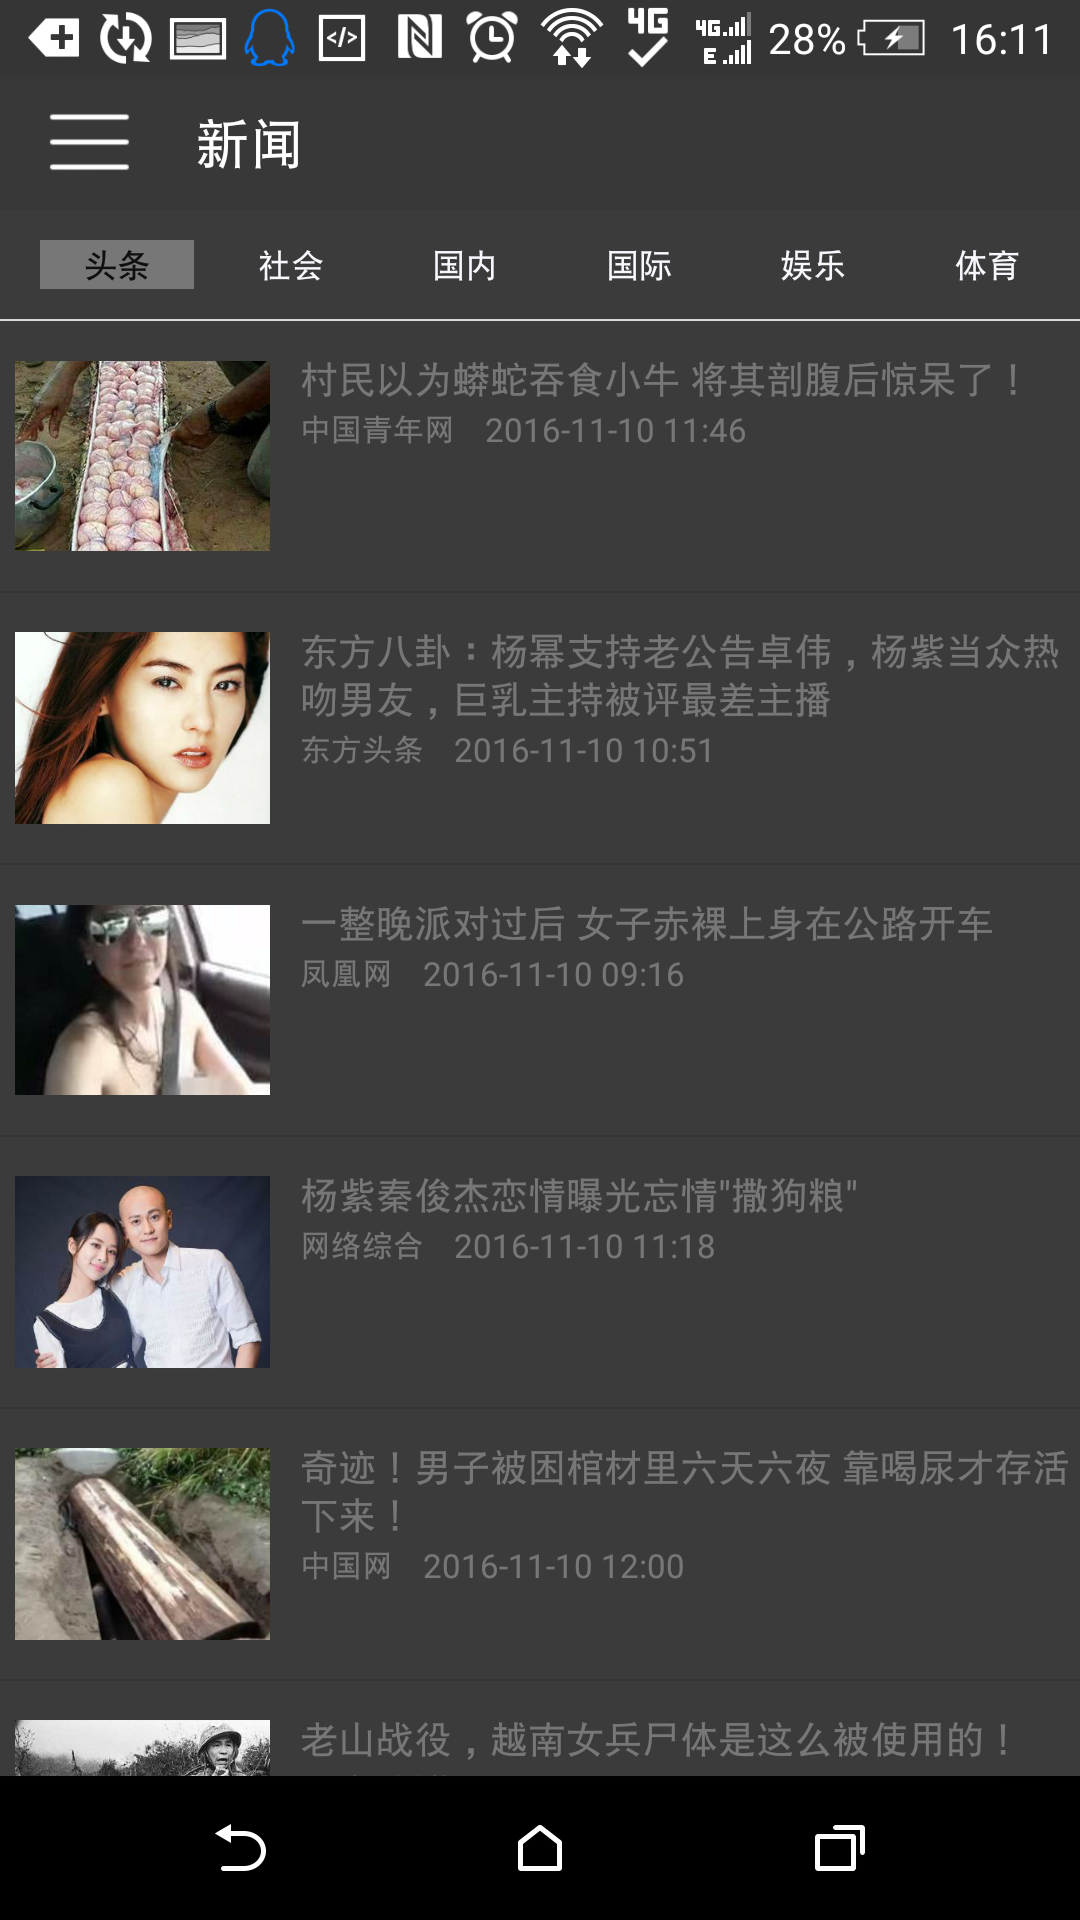 4G
4G
E
28%
16:11
新闻
头条 社会 国内 国际 娱乐 体育
村民以为蟒蛇吞食小牛 将其剖腹后惊呆了！
中国青年网 2016-11-10 11:46
东方八卦：杨幂支持老公告卓伟，杨紫当众热
吻男友，巨乳主持被评最差主播
东方头条 2016-11-10 10:51
一整晚派对过后 女子赤裸上身在公路开车
凤凰网 2016-11-10 09:16
杨紫秦俊杰恋情曝光忘情"撒狗粮"
网络综合 2016-11-10 11:18
奇迹！男子被困棺材里六天六夜 靠喝尿才存活
下来！
中国网 2016-11-10 12:00
老山战役，越南女兵尸体是这么被使用的！